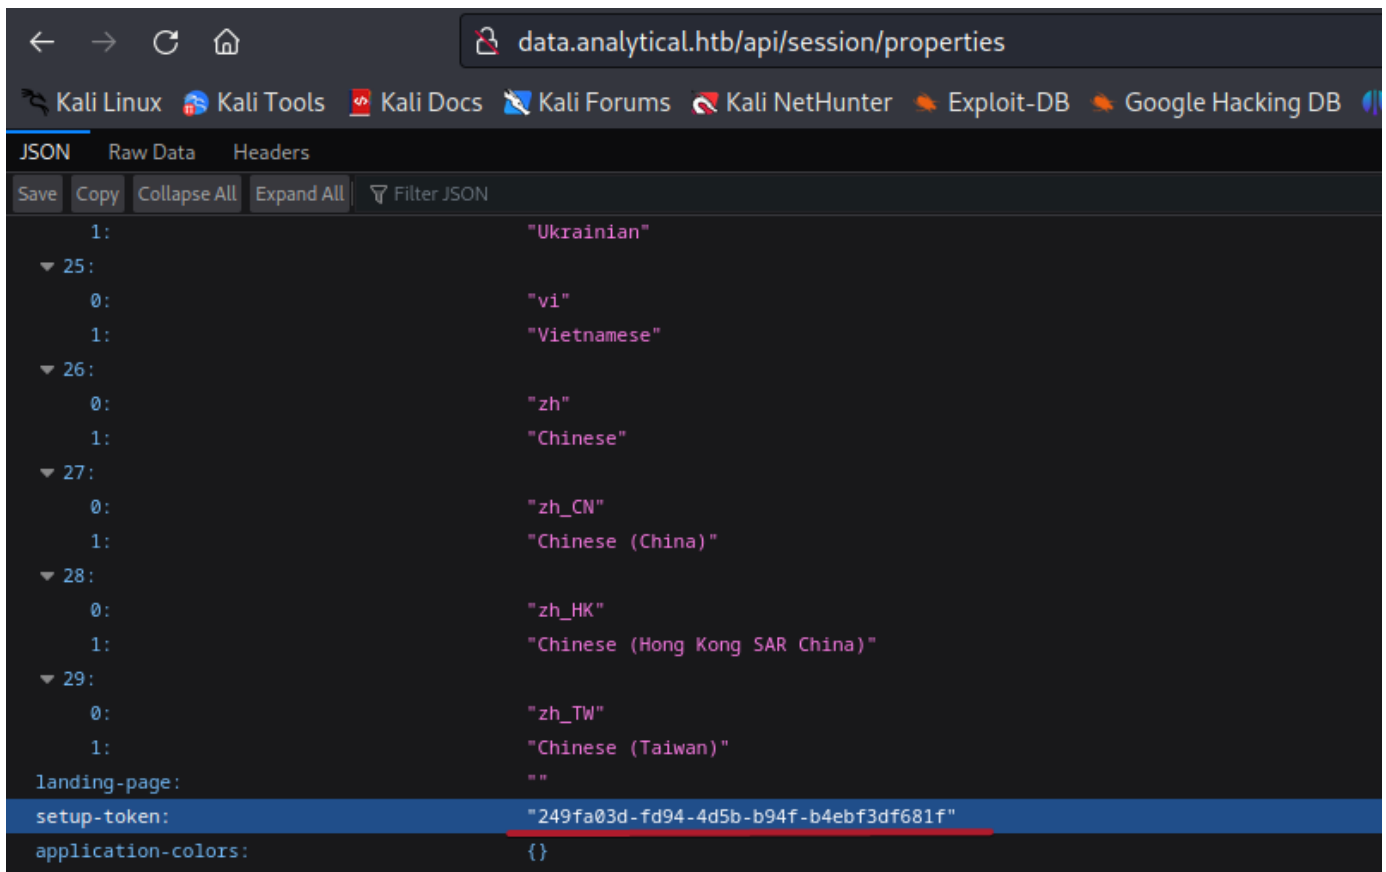 data.analytical.htb/api/session/properties
Kali Linux Kali Tools Kali Docs Kali Forums Kali NetHunter Exploit-DB Google Hacking DB
JSON Raw Data Headers
Save Copy Collapse All Expand All Filter JSON
1: "Ukrainian"
25:
0: "vi"
1: "Vietnamese"
26:
0: "zh"
1: "Chinese"
27:
0: "zh_CN"
1: "Chinese (China)"
28:
0: "zh_HK"
1: "Chinese (Hong Kong SAR China)"
29:
0: "zh_TW"
1: "Chinese (Taiwan)"
landing-page: ""
setup-token: "249fa03d-fd94-4d5b-b94f-b4ebf3df681f"
application-colors: {}